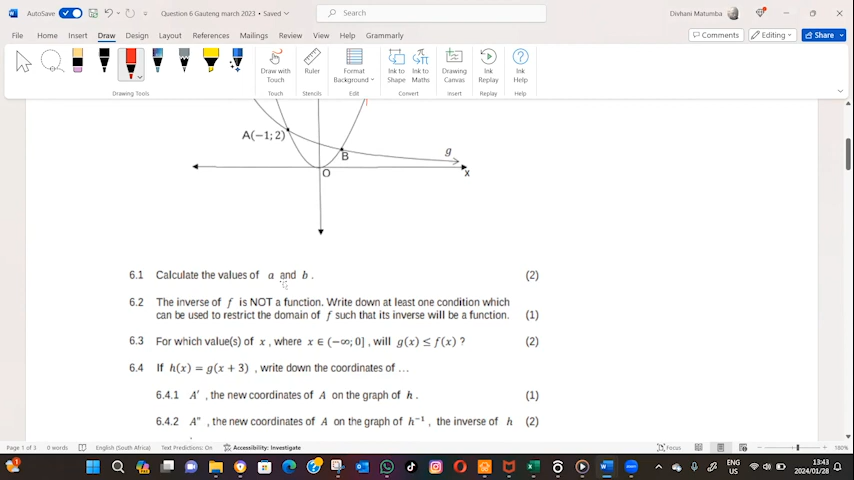 AutoSave
Question 6 Gauteng march 2023 • Saved
Search
Divhani Matumba
File Home Insert Draw Design Layout References Mailings Review View Help Grammarly
Comments Editing Share
Draw with Touch
Ruler
Format Background
Ink to Shape
Ink to Maths
Drawing Canvas
Ink Replay
Ink Help
Drawing Tools Stencils Edit Convert Insert Replay Help
A(−1; 2)
B
g
O
x
6.1 Calculate the values of a and b . (2)
6.2 The inverse of f is NOT a function. Write down at least one condition which
can be used to restrict the domain of f such that its inverse will be a function. (1)
6.3 For which value(s) of x , where x ∈ (−∞; 0] , will g(x) ≤ f(x) ? (2)
6.4 If h(x) = g(x + 3) , write down the coordinates of …
6.4.1 A′ , the new coordinates of A on the graph of h . (1)
6.4.2 A″ , the new coordinates of A on the graph of h⁻¹ , the inverse of h (2)
Page 1 of 3 0 words English (South Africa) Text Predictions: On Accessibility: Investigate Focus 180%
ENG
US
13:43
2024/01/28